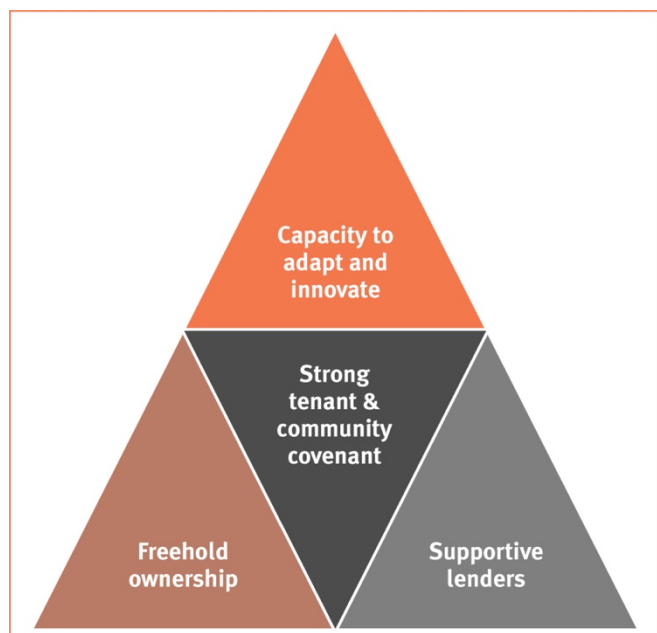 Capacity to
adapt and
innovate
Strong
tenant &
community
covenant
Freehold
ownership
Supportive
lenders